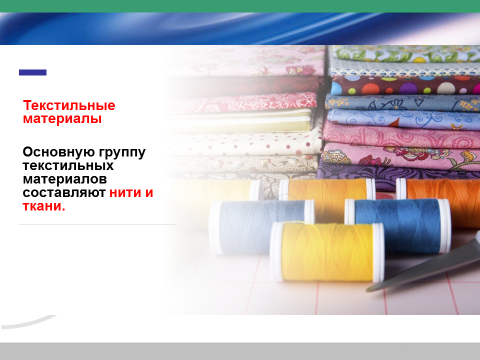 Текстильные
материалы
Основную группу
текстильных
материалов
составляют нити и
ткани.